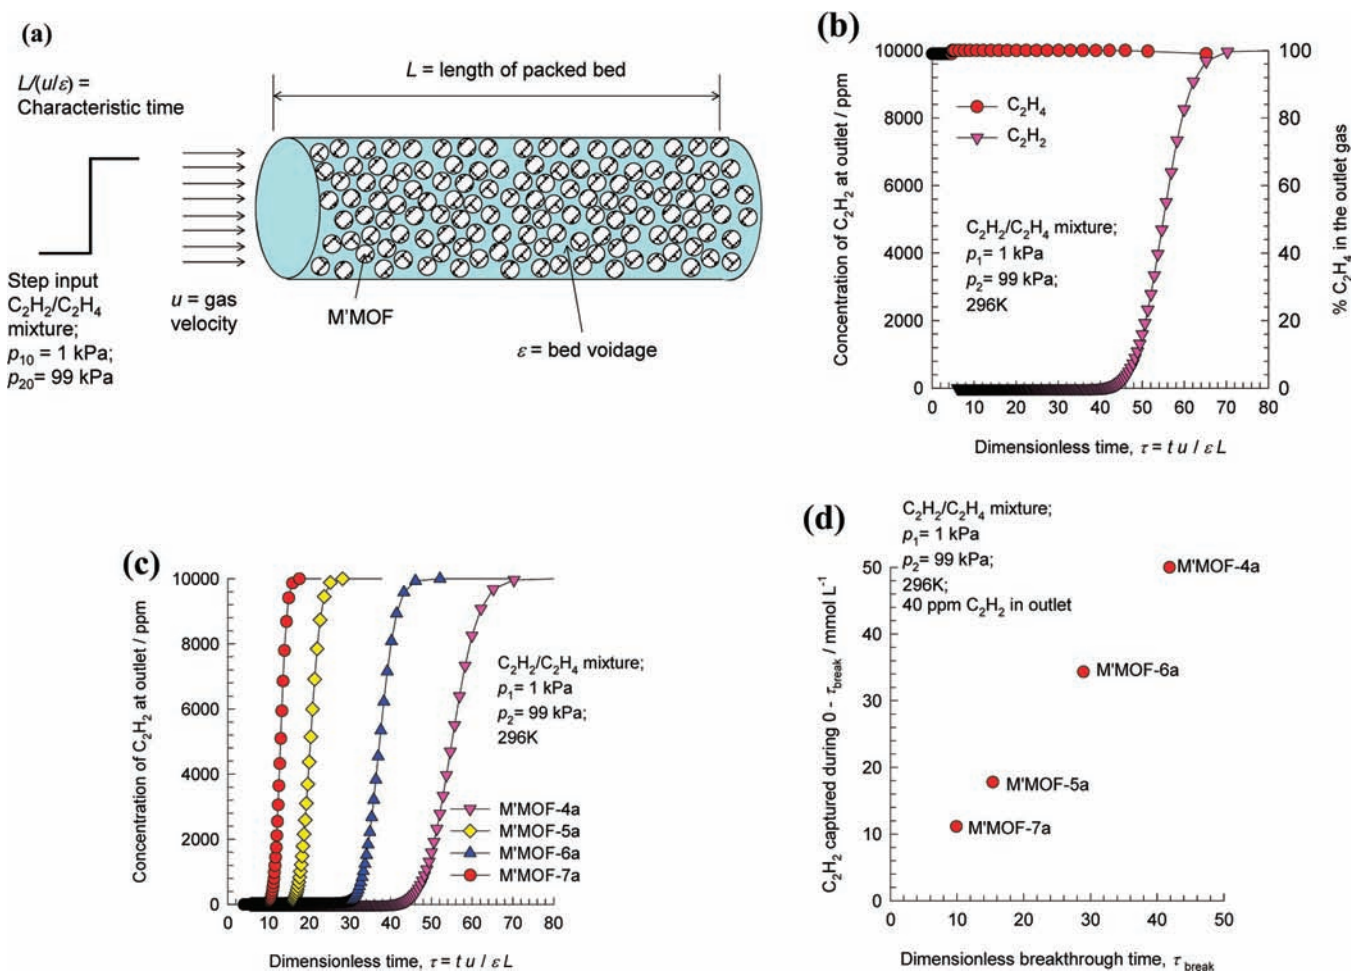 (a)
L/(u/ε) =
Characteristic time
L = length of packed bed
Step input
C₂H₂/C₂H₄
mixture;
p₁₀ = 1 kPa;
p₂₀= 99 kPa
u = gas
velocity
M'MOF
ε = bed voidage
(b)
Concentration of C₂H₂ at outlet / ppm
10000
8000
6000
4000
2000
0
100
80
60
40
20
0
% C₂H₄ in the outlet gas
C₂H₄
C₂H₂
C₂H₂/C₂H₄ mixture;
p₁= 1 kPa
p₂= 99 kPa;
296K
0 10 20 30 40 50 60 70 80
Dimensionless time, τ = t u / ε L
(c)
Concentration of C₂H₂ at outlet / ppm
10000
8000
6000
4000
2000
0
C₂H₂/C₂H₄ mixture;
p₁= 1 kPa
p₂= 99 kPa;
296K
M'MOF-4a
M'MOF-5a
M'MOF-6a
M'MOF-7a
0 10 20 30 40 50 60 70 80
Dimensionless time, τ = t u / ε L
(d)
C₂H₂/C₂H₄ mixture;
p₁= 1 kPa
p₂= 99 kPa;
296K;
40 ppm C₂H₂ in outlet
C₂H₂ captured during 0 - τbreak / mmol L⁻¹
50
40
30
20
10
0
M'MOF-4a
M'MOF-6a
M'MOF-5a
M'MOF-7a
0 10 20 30 40 50
Dimensionless breakthrough time, τ break